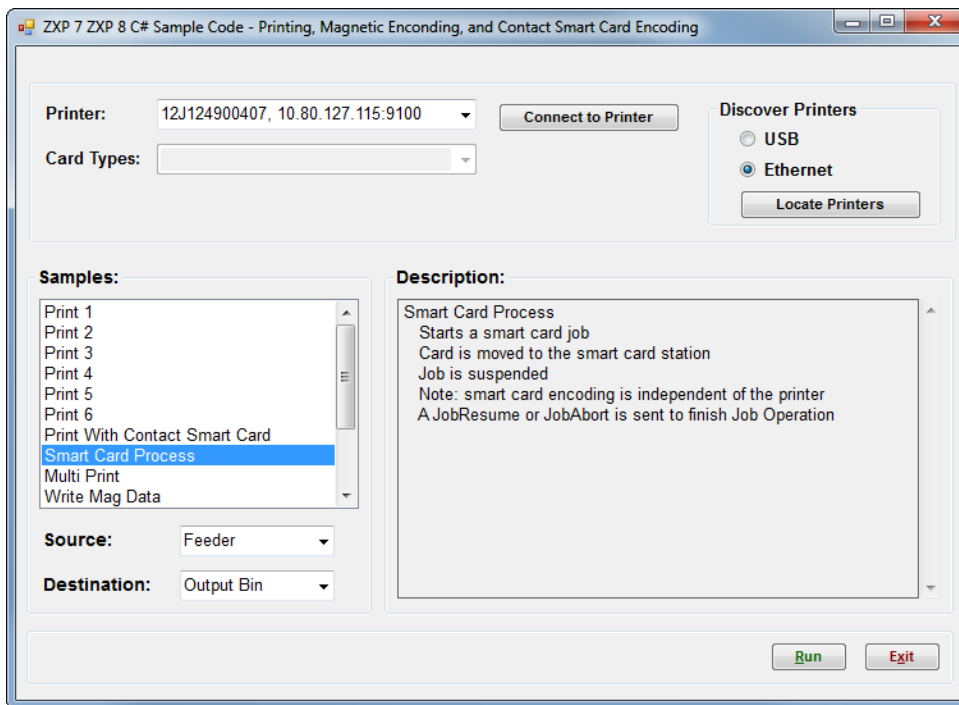 ZXP 7 ZXP 8 C# Sample Code - Printing, Magnetic Enconding, and Contact Smart Card Encoding
Printer:
12J124900407, 10.80.127.115:9100
Connect to Printer
Card Types:
Discover Printers
USB
Ethernet
Locate Printers
Samples:
Print 1
Print 2
Print 3
Print 4
Print 5
Print 6
Print With Contact Smart Card
Smart Card Process
Multi Print
Write Mag Data
Source:
Feeder
Destination:
Output Bin
Description:
Smart Card Process
Starts a smart card job
Card is moved to the smart card station
Job is suspended
Note: smart card encoding is independent of the printer
A JobResume or JobAbort is sent to finish Job Operation
Run
Exit